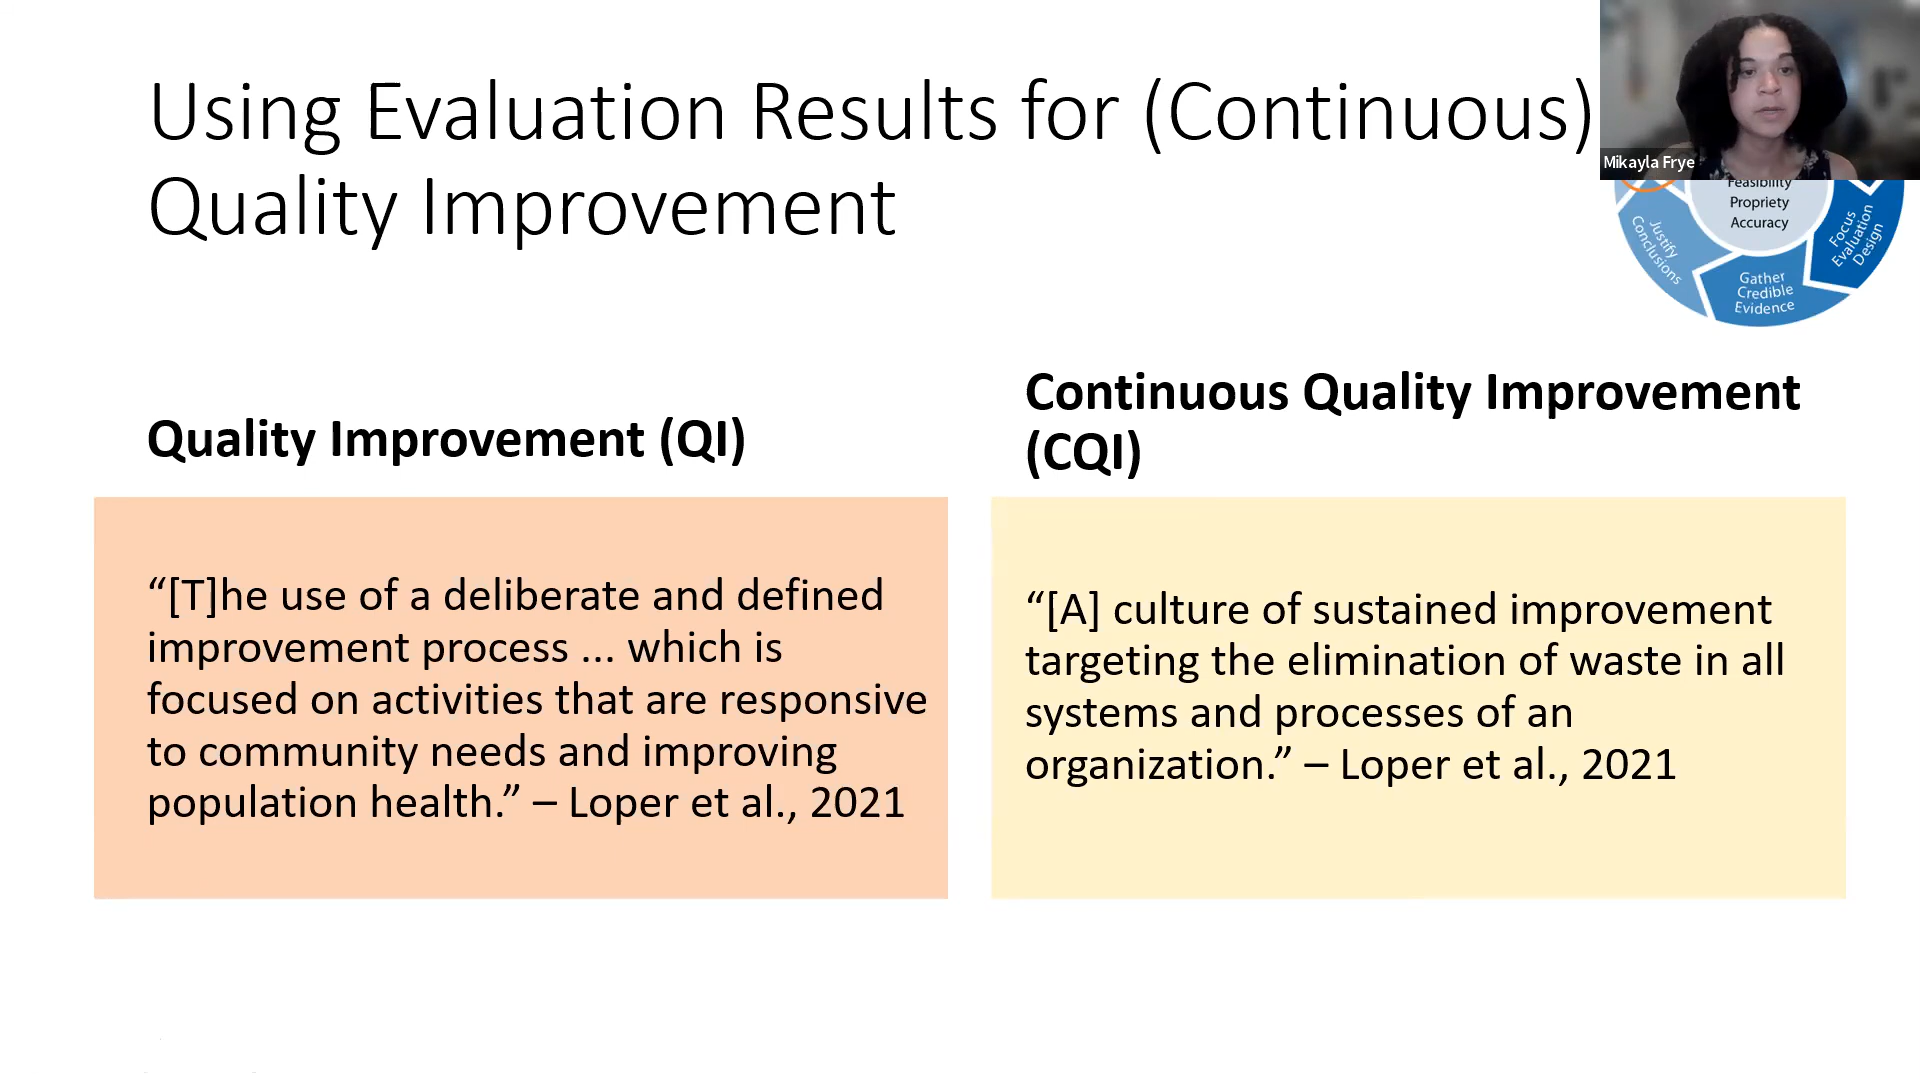 Using Evaluation Results for (Continuous)
Quality Improvement
Mikayla Frye
Feasibility
Propriety
Accuracy
Justify
Conclusions
Gather
Credible
Evidence
Focus
Evaluation
Design
Quality Improvement (QI)
“[T]he use of a deliberate and defined
improvement process ... which is
focused on activities that are responsive
to community needs and improving
population health.” – Loper et al., 2021
Continuous Quality Improvement
(CQI)
“[A] culture of sustained improvement
targeting the elimination of waste in all
systems and processes of an
organization.” – Loper et al., 2021